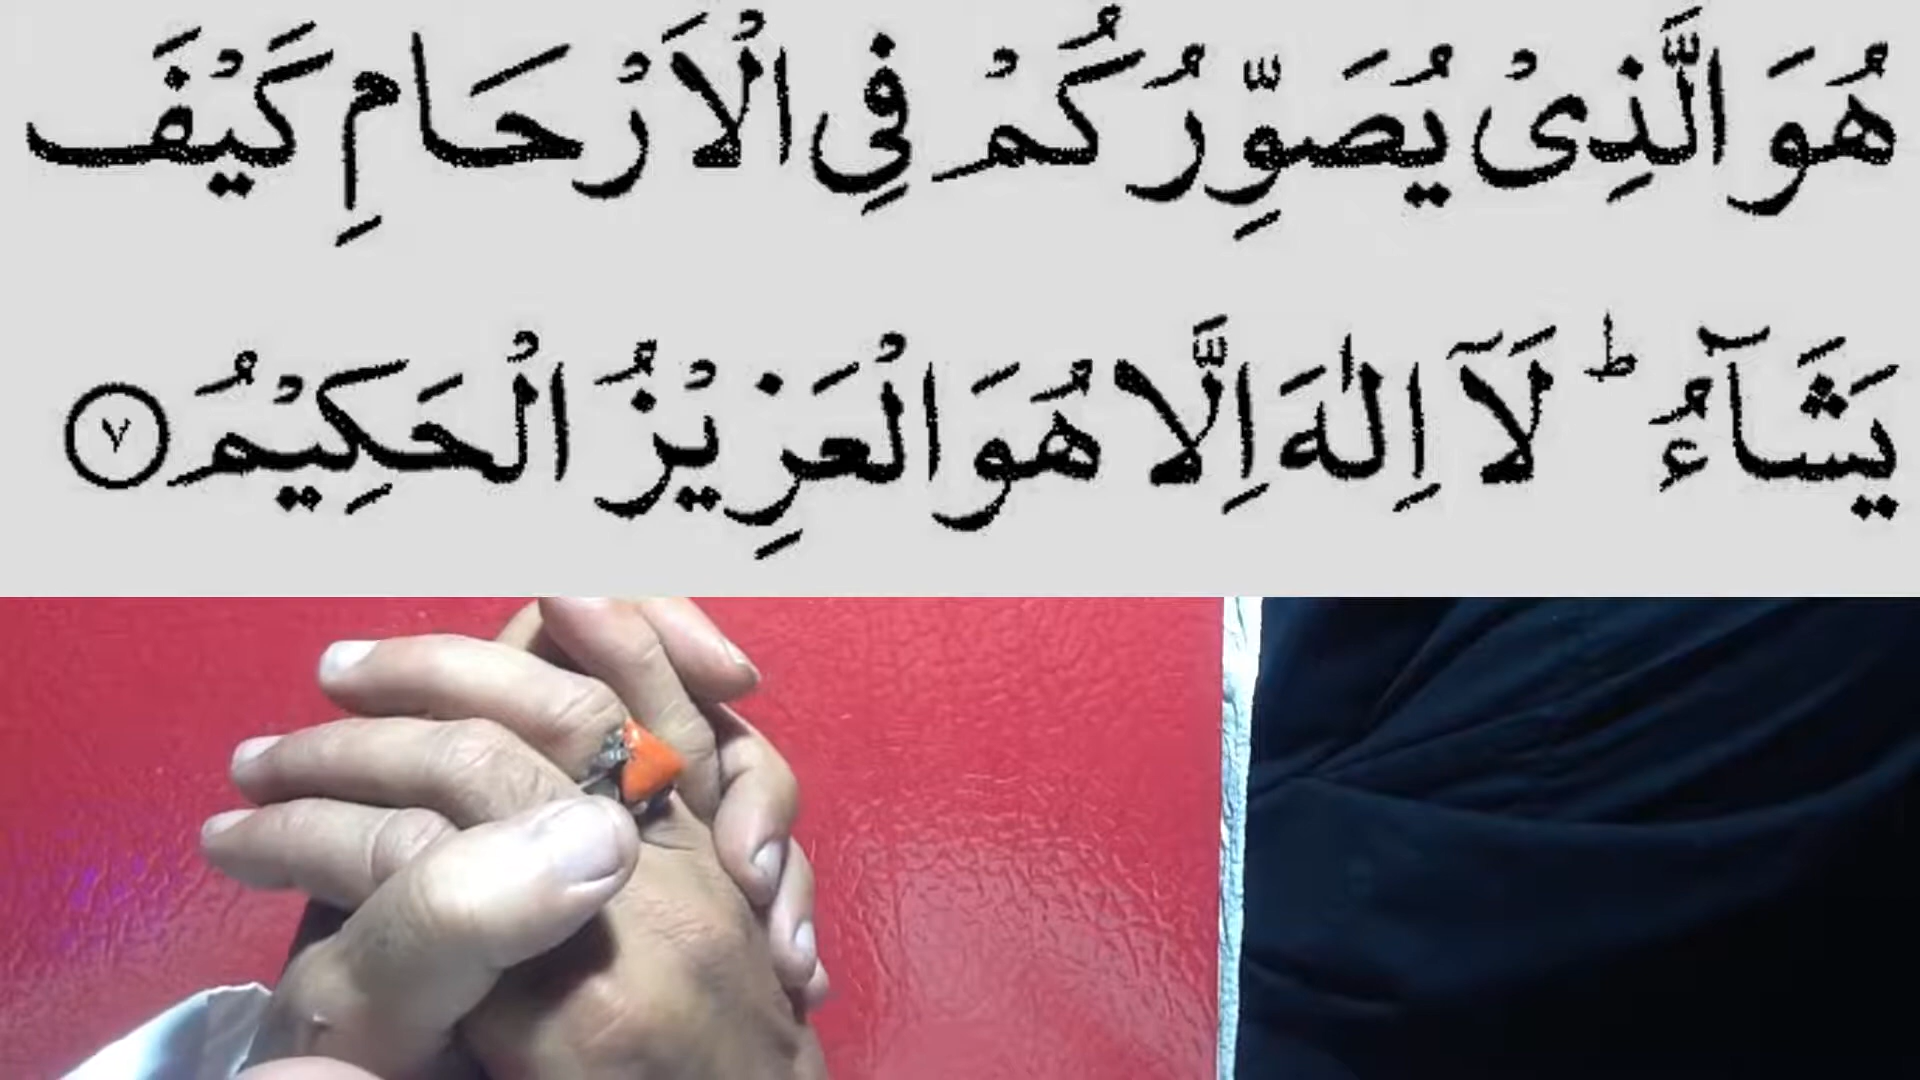 هُوَ الَّذِیْ یُصَوِّرُكُمْ فِی الْاَرْحَامِ كَیْفَ
یَشَآءُ ؕ لَاۤ اِلٰهَ اِلَّا هُوَ الْعَزِیْزُ الْحَكِیْمُ ۷